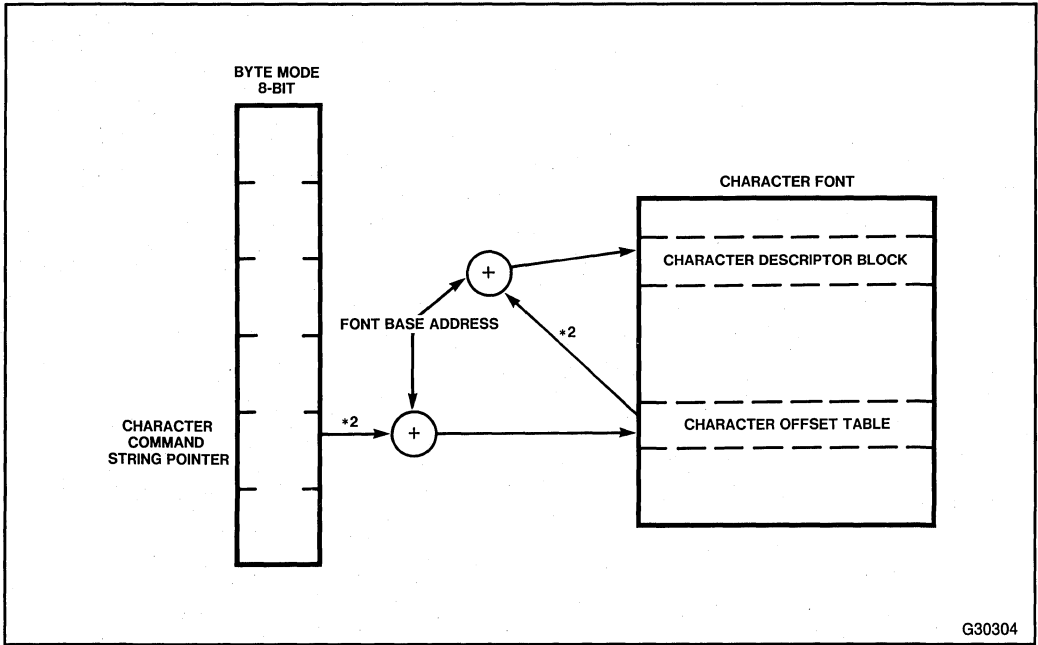 BYTE MODE
8-BIT
CHARACTER FONT
CHARACTER DESCRIPTOR BLOCK
+
FONT BASE ADDRESS
*2
CHARACTER
COMMAND
STRING POINTER
*2
+
CHARACTER OFFSET TABLE
G30304